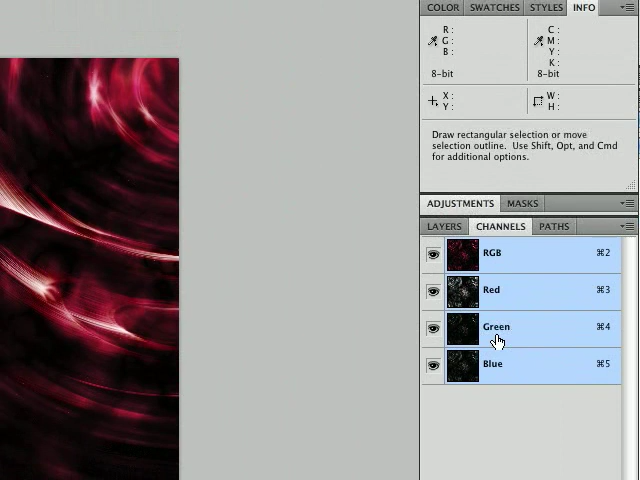 COLOR SWATCHES STYLES INFO
R : C :
G : M :
B : Y :
K :
8-bit 8-bit
X : W :
Y : H :
Draw rectangular selection or move
selection outline. Use Shift, Opt, and Cmd
for additional options.
ADJUSTMENTS MASKS
LAYERS CHANNELS PATHS
RGB ⌘2
Red ⌘3
Green ⌘4
Blue ⌘5